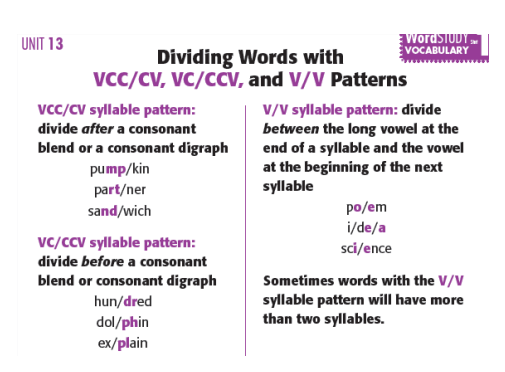 UNIT 13
WordSTUDY SM
VOCABULARY
Dividing Words with
VCC/CV, VC/CCV, and V/V Patterns
VCC/CV syllable pattern:
divide after a consonant
blend or a consonant digraph
pump/kin
part/ner
sand/wich
VC/CCV syllable pattern:
divide before a consonant
blend or consonant digraph
hun/dred
dol/phin
ex/plain
V/V syllable pattern: divide
between the long vowel at the
end of a syllable and the vowel
at the beginning of the next
syllable
po/em
i/de/a
sci/ence
Sometimes words with the V/V
syllable pattern will have more
than two syllables.